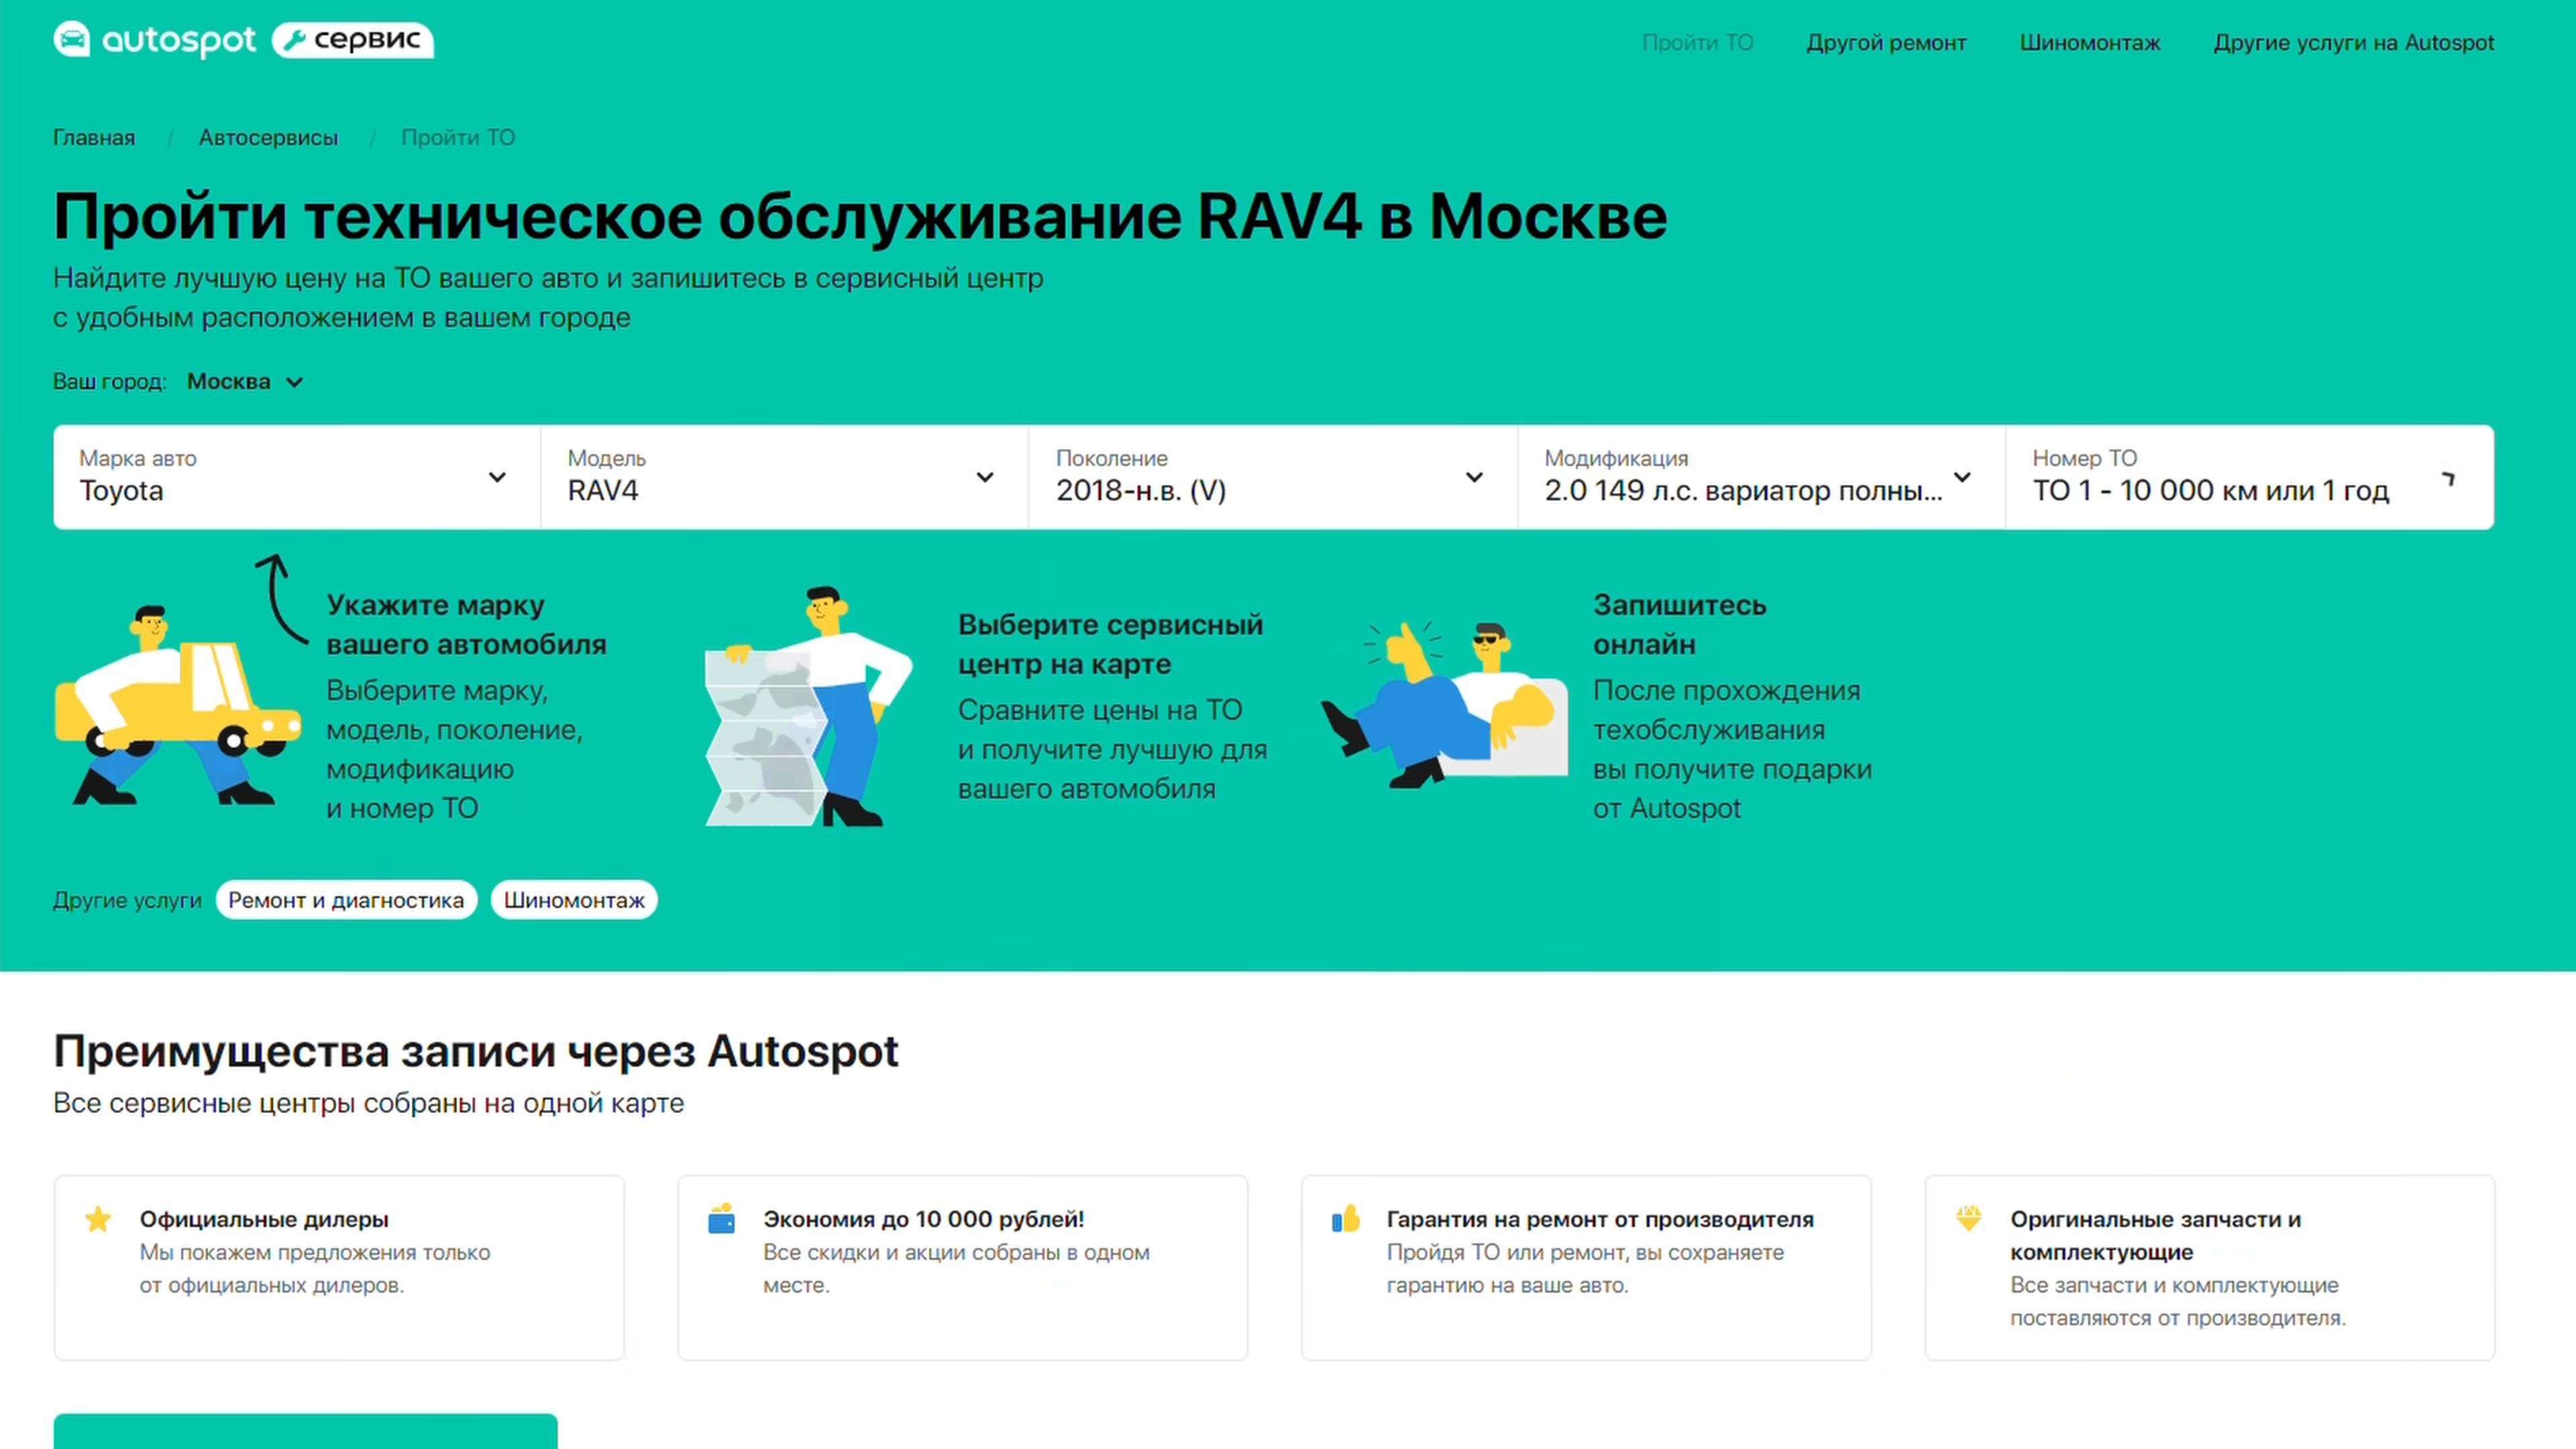 autospot сервис
Пройти ТО
Другой ремонт
Шиномонтаж
Другие услуги на Autospot
Главная / Автосервисы / Пройти ТО
Пройти техническое обслуживание RAV4 в Москве
Найдите лучшую цену на ТО вашего авто и запишитесь в сервисный центр
с удобным расположением в вашем городе
Ваш город: Москва
Марка авто
Toyota
Модель
RAV4
Поколение
2018-н.в. (V)
Модификация
2.0 149 л.с. вариатор полны...
Номер ТО
ТО 1 - 10 000 км или 1 год
Укажите марку
вашего автомобиля
Выберите марку,
модель, поколение,
модификацию
и номер ТО
Выберите сервисный
центр на карте
Сравните цены на ТО
и получите лучшую для
вашего автомобиля
Запишитесь
онлайн
После прохождения
техобслуживания
вы получите подарки
от Autospot
Другие услуги
Ремонт и диагностика
Шиномонтаж
Преимущества записи через Autospot
Все сервисные центры собраны на одной карте
Официальные дилеры
Мы покажем предложения только
от официальных дилеров.
Экономия до 10 000 рублей!
Все скидки и акции собраны в одном
месте.
Гарантия на ремонт от производителя
Пройдя ТО или ремонт, вы сохраняете
гарантию на ваше авто.
Оригинальные запчасти и
комплектующие
Все запчасти и комплектующие
поставляются от производителя.